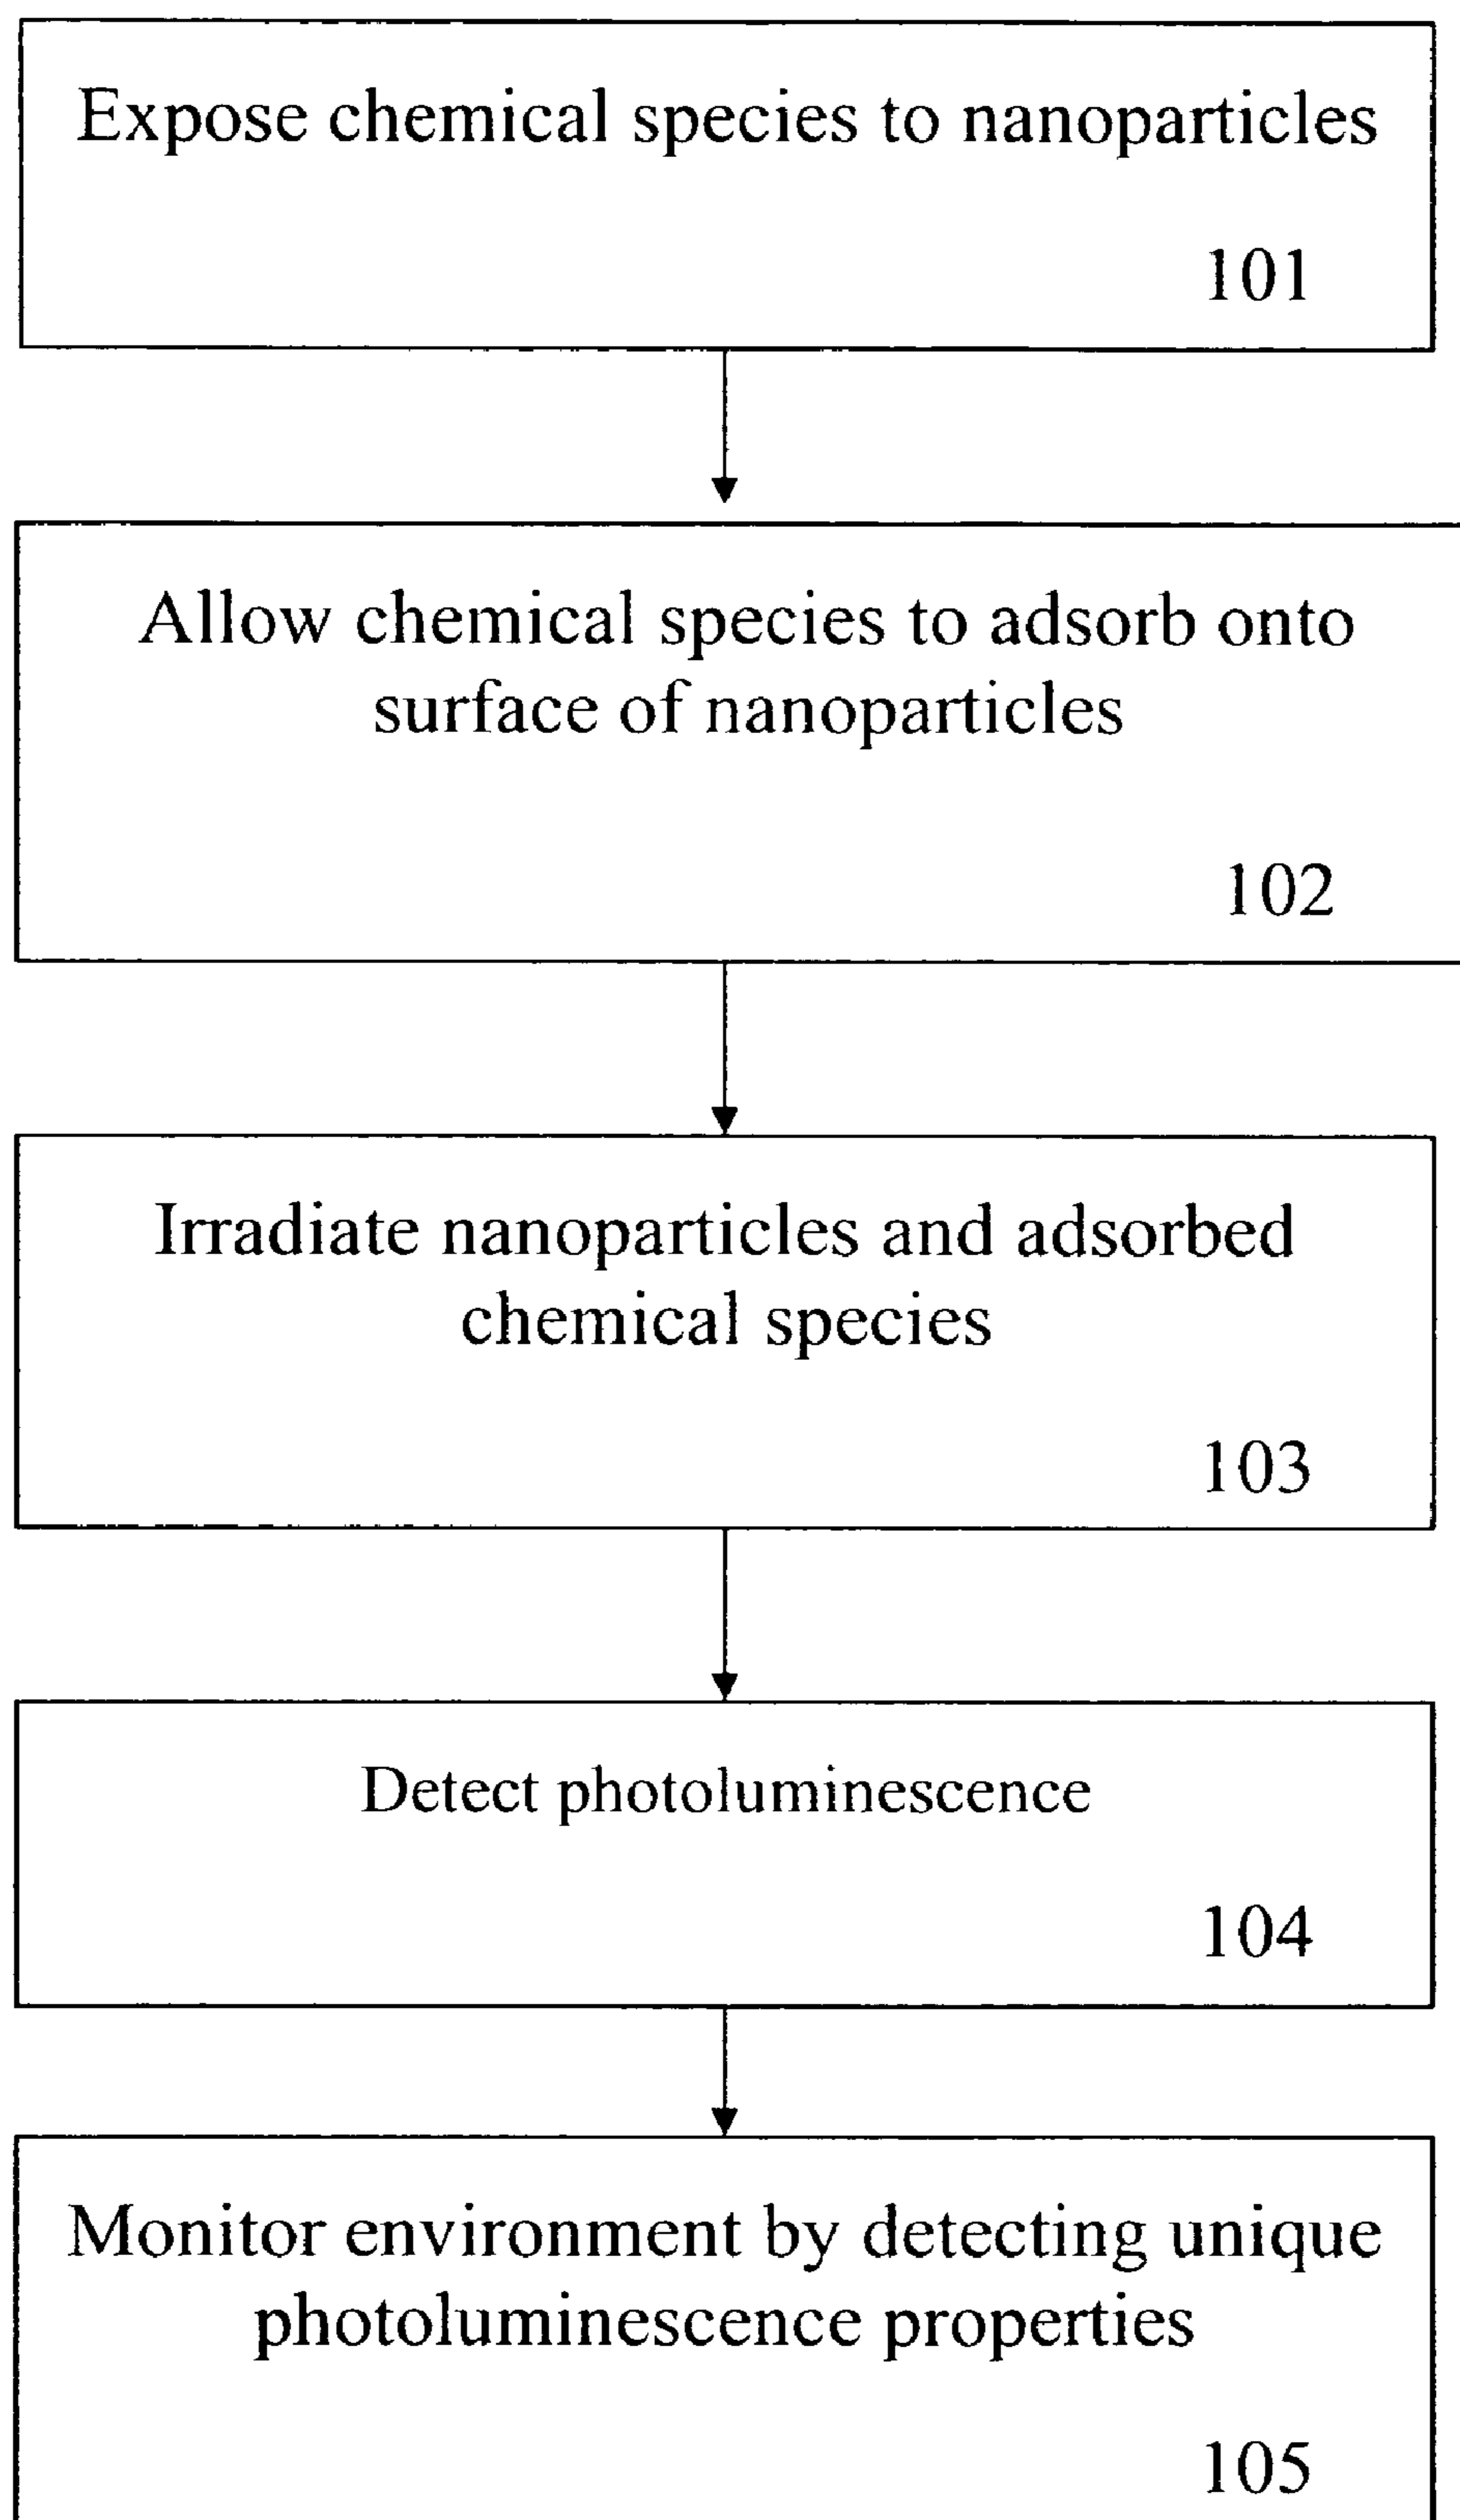 Expose chemical species to nanoparticles
101
Allow chemical species to adsorb onto
surface of nanoparticles
102
Irradiate nanoparticles and adsorbed
chemical species
103
Detect photoluminescence
104
Monitor environment by detecting unique
photoluminescence properties
105